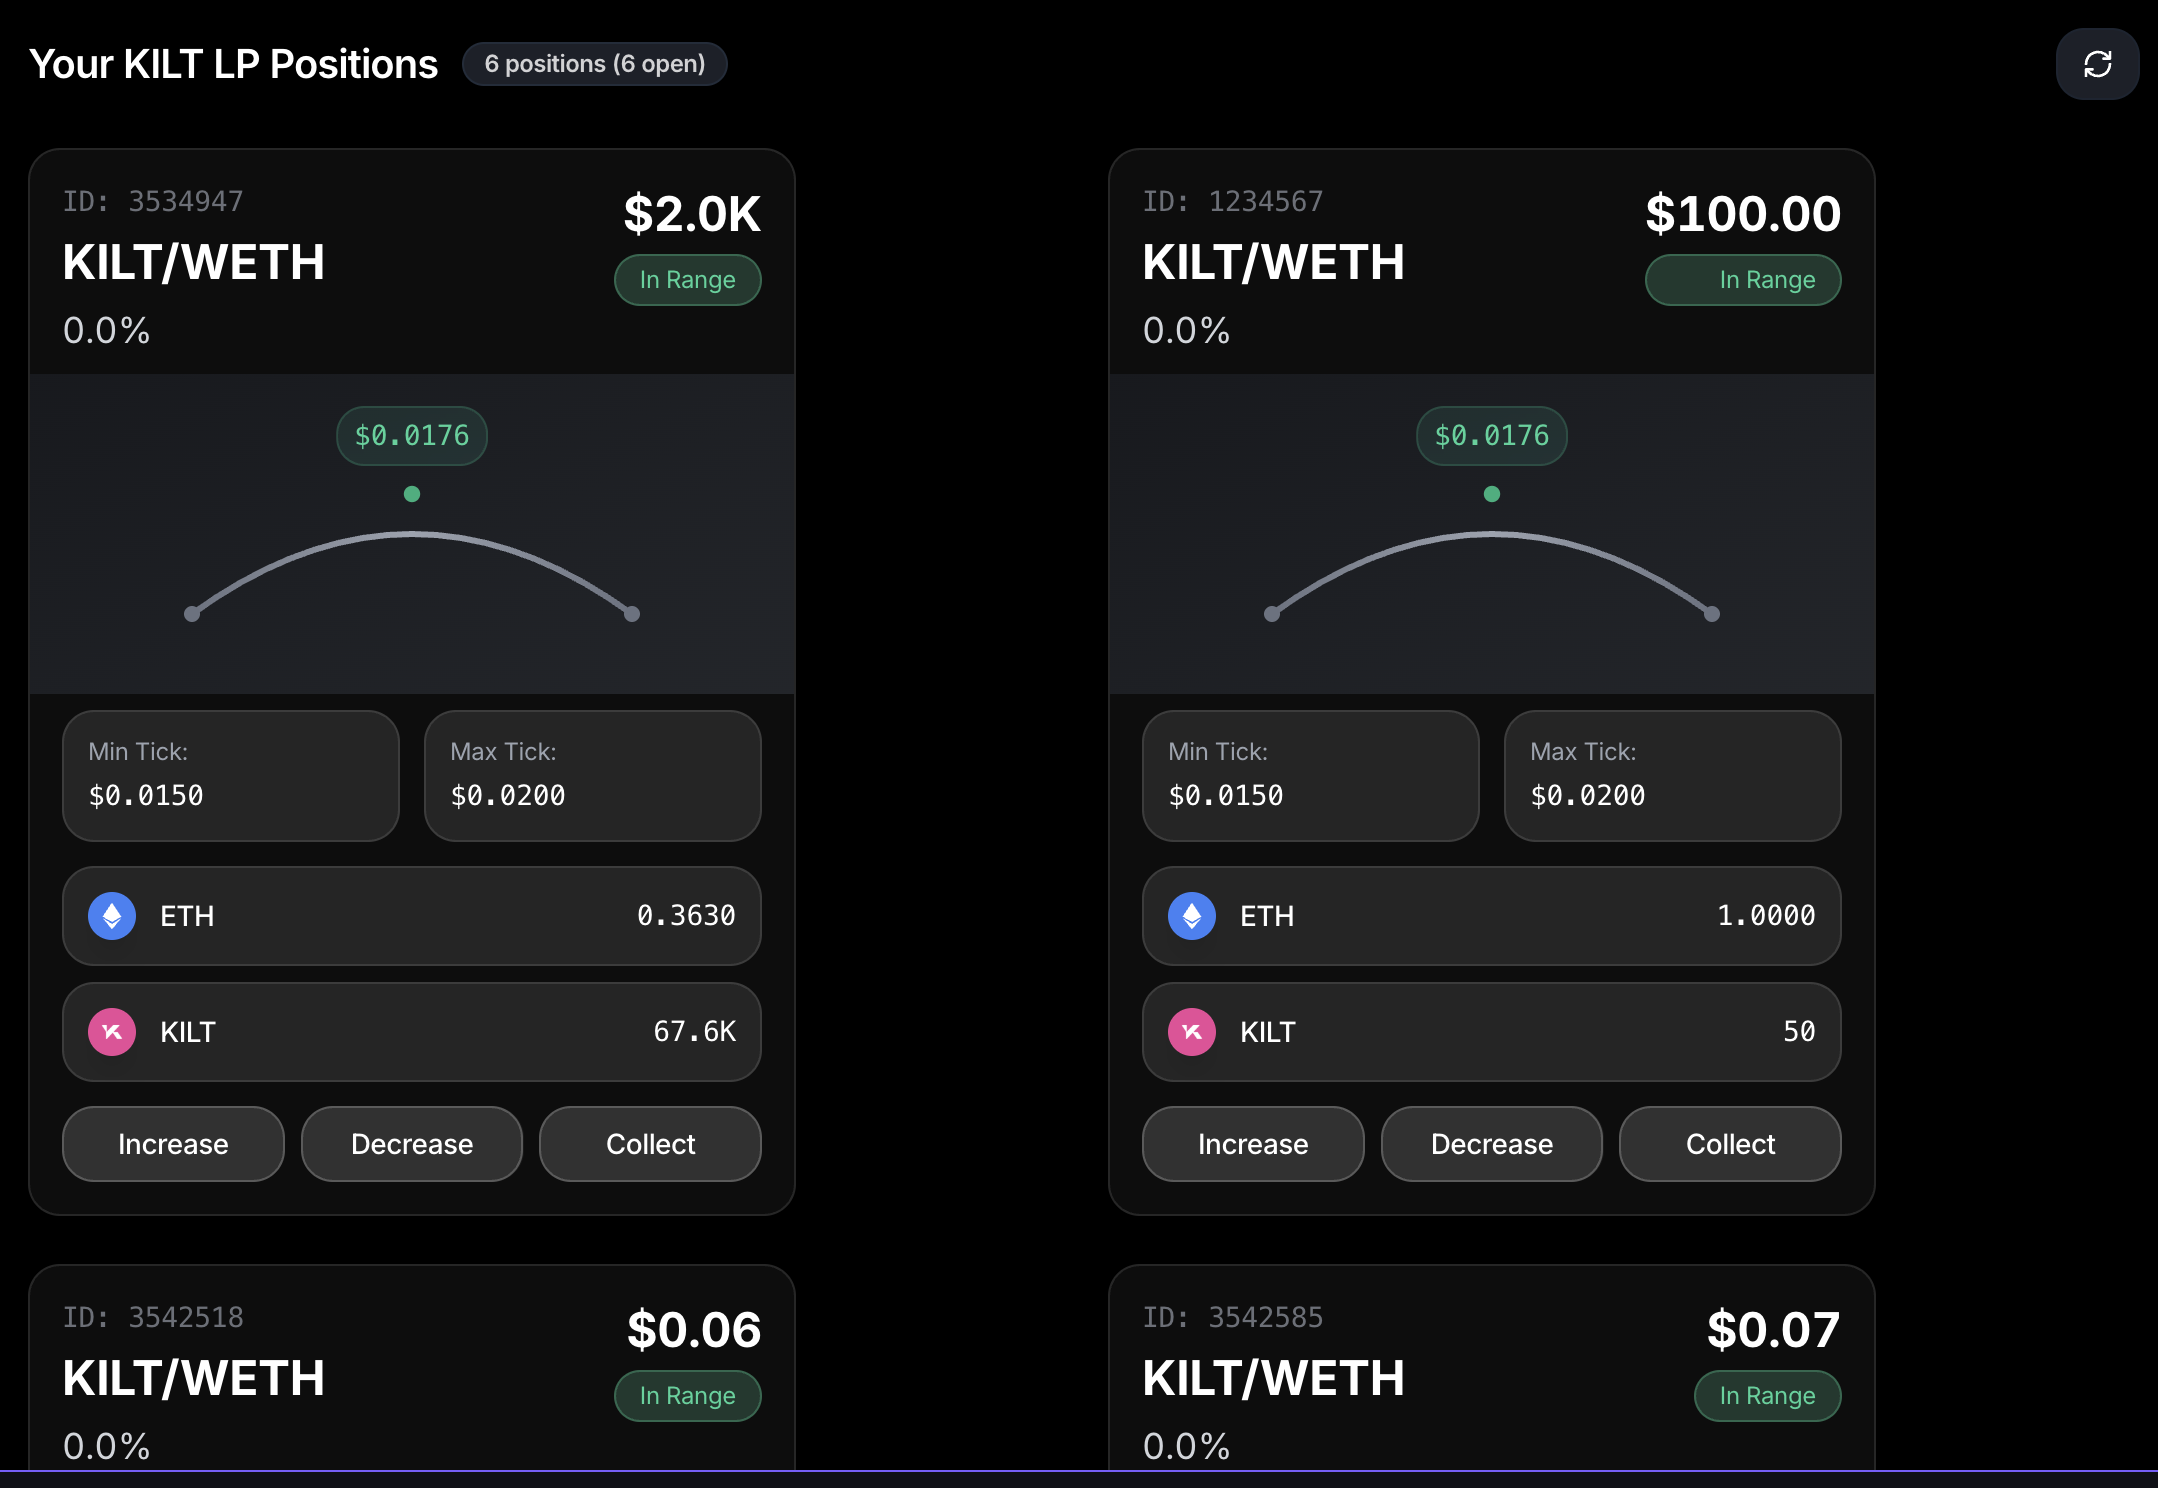 Your KILT LP Positions
6 positions (6 open)
ID: 3534947
$2.0K
KILT/WETH
In Range
0.0%
$0.0176
Min Tick:
$0.0150
Max Tick:
$0.0200
ETH
0.3630
KILT
67.6K
Increase
Decrease
Collect
ID: 1234567
$100.00
KILT/WETH
In Range
0.0%
$0.0176
Min Tick:
$0.0150
Max Tick:
$0.0200
ETH
1.0000
KILT
50
Increase
Decrease
Collect
ID: 3542518
$0.06
KILT/WETH
In Range
0.0%
ID: 3542585
$0.07
KILT/WETH
In Range
0.0%